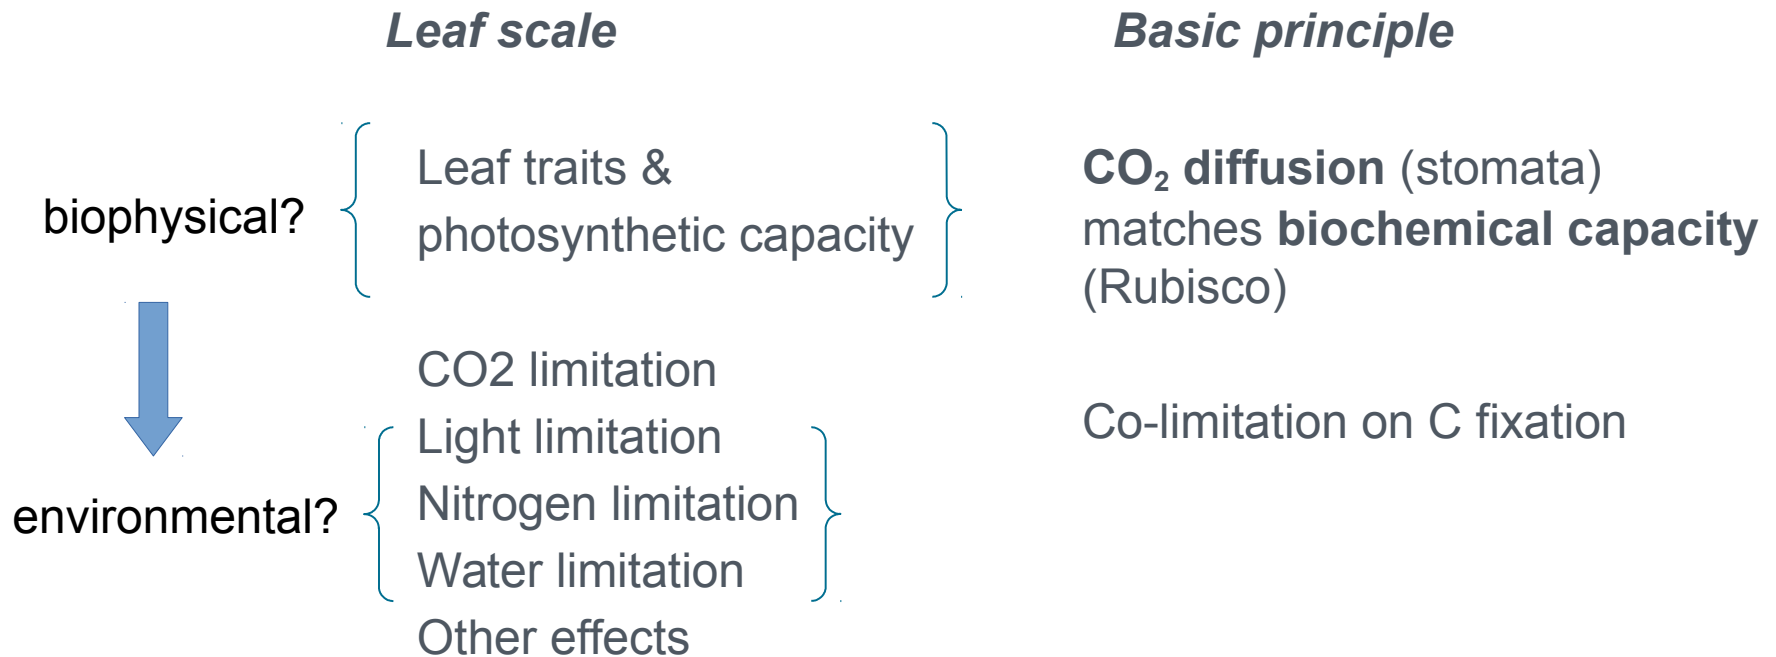 Leaf scale
Basic principle
biophysical?
Leaf traits &
photosynthetic capacity
CO₂ diffusion (stomata)
matches biochemical capacity
(Rubisco)
environmental?
CO2 limitation
Light limitation
Nitrogen limitation
Water limitation
Other effects
Co-limitation on C fixation